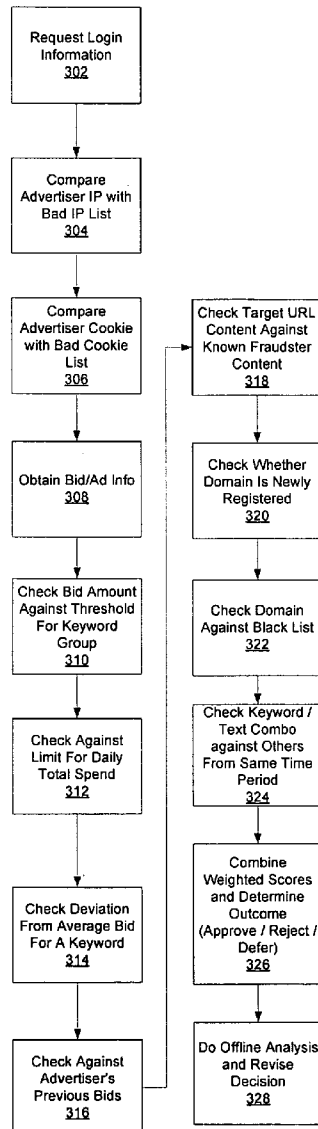 Request Login
Information
302
Compare
Advertiser IP with
Bad IP List
304
Compare
Advertiser Cookie
with Bad Cookie
List
306
Obtain Bid/Ad Info
308
Check Bid Amount
Against Threshold
For Keyword
Group
310
Check Against
Limit For Daily
Total Spend
312
Check Deviation
From Average Bid
For A Keyword
314
Check Against
Advertiser's
Previous Bids
316
Check Target URL
Content Against
Known Fraudster
Content
318
Check Whether
Domain Is Newly
Registered
320
Check Domain
Against Black List
322
Check Keyword /
Text Combo
against Others
From Same Time
Period
324
Combine
Weighted Scores
and Determine
Outcome
(Approve / Reject /
Defer)
326
Do Offline Analysis
and Revise
Decision
328